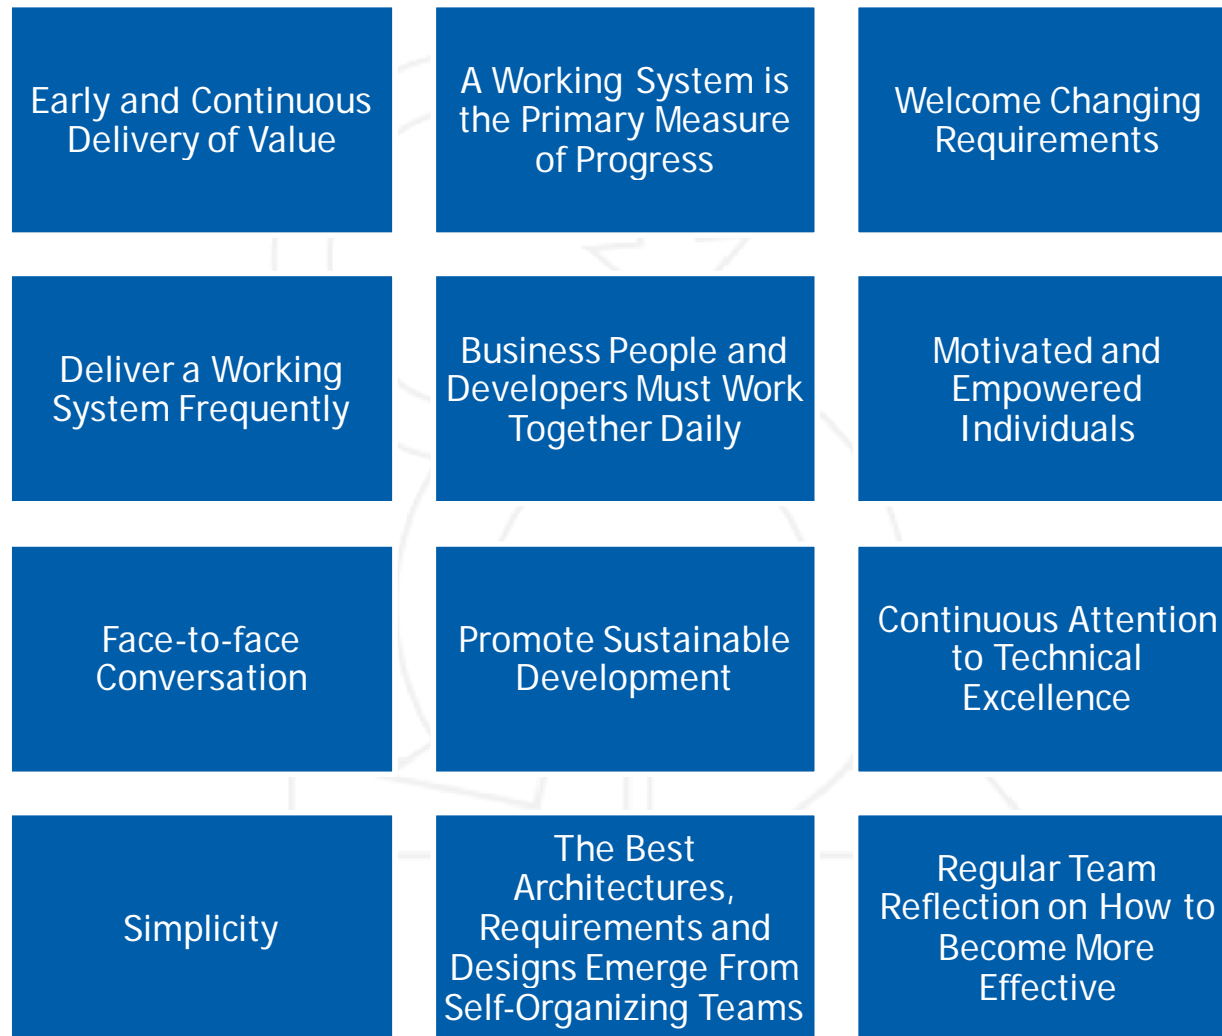 Early and Continuous
Delivery of Value
A Working System is
the Primary Measure
of Progress
Welcome Changing
Requirements
Deliver a Working
System Frequently
Business People and
Developers Must Work
Together Daily
Motivated and
Empowered
Individuals
Face-to-face
Conversation
Promote Sustainable
Development
Continuous Attention
to Technical
Excellence
Simplicity
The Best
Architectures,
Requirements and
Designs Emerge From
Self-Organizing Teams
Regular Team
Reflection on How to
Become More
Effective